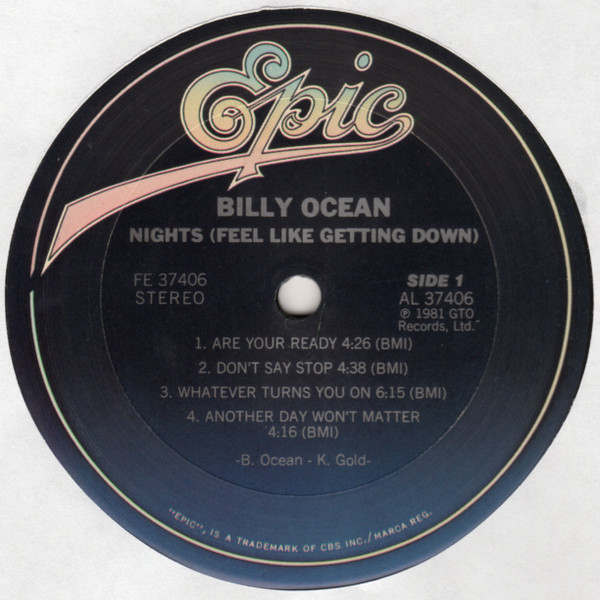 Epic
BILLY OCEAN
NIGHTS (FEEL LIKE GETTING DOWN)
FE 37406
STEREO
SIDE 1
AL 37406
℗ 1981 GTO
Records, Ltd.
1. ARE YOUR READY 4:26 (BMI)
2. DON'T SAY STOP 4:38 (BMI)
3. WHATEVER TURNS YOU ON 6:15 (BMI)
4. ANOTHER DAY WON'T MATTER
4:16 (BMI)
-B. Ocean - K. Gold-
"EPIC", IS A TRADEMARK OF CBS INC./MARCA REG.